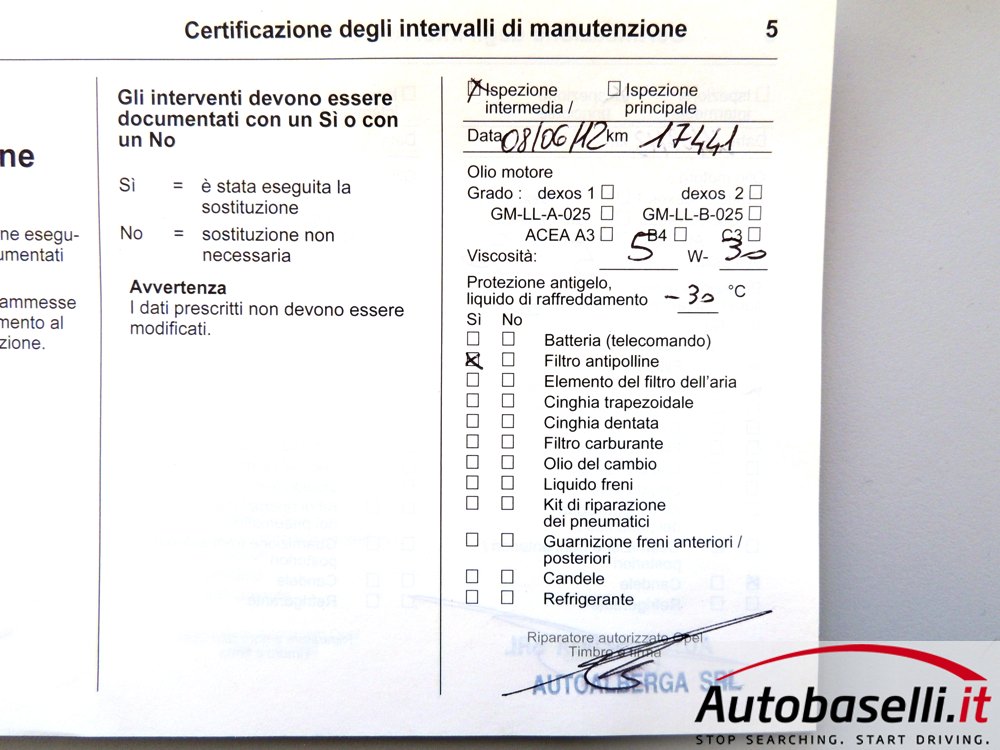 Certificazione degli intervalli di manutenzione 5
ne
ne esegu-
umentati
ammesse
mento al
zione.
Gli interventi devono essere
documentati con un Sì o con
un No
Sì = è stata eseguita la
sostituzione
No = sostituzione non
necessaria
Avvertenza
I dati prescritti non devono essere
modificati.
Ispezione intermedia /
Ispezione principale
Data 08/06/12 km 17441
Olio motore
Grado : dexos 1 dexos 2
GM-LL-A-025 GM-LL-B-025
ACEA A3 B4 C3
Viscosità: 5 W- 30
Protezione antigelo,
liquido di raffreddamento -30 °C
Sì No
Batteria (telecomando)
Filtro antipolline
Elemento del filtro dell'aria
Cinghia trapezoidale
Cinghia dentata
Filtro carburante
Olio del cambio
Liquido freni
Kit di riparazione
dei pneumatici
Guarnizione freni anteriori /
posteriori
Candele
Refrigerante
Riparatore autorizzato Opel
Timbro e firma
AUTOALBERGA SRL
Autobaselli.it
STOP SEARCHING. START DRIVING.